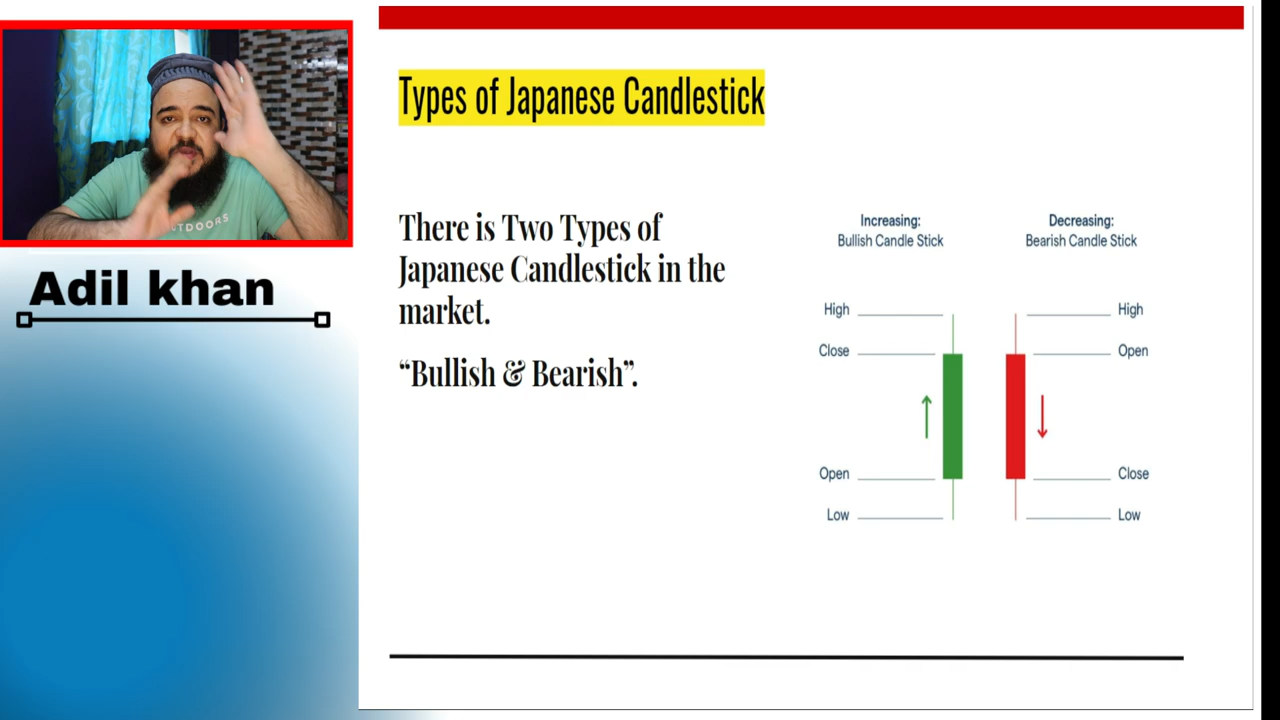 Types of Japanese Candlestick
There is Two Types of
Japanese Candlestick in the
market.
“Bullish & Bearish”.
Increasing:
Bullish Candle Stick
High
Close
Open
Low
Decreasing:
Bearish Candle Stick
High
Open
Close
Low
TDOORS
Adil khan